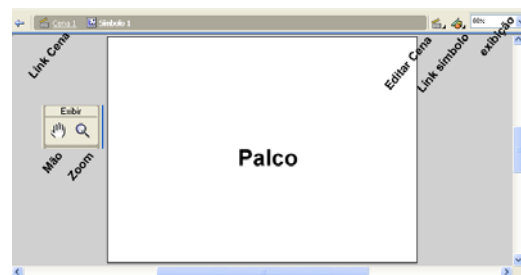 Cena 1 Símbolo 1
Link Cena
Editar Cena
Link símbolo
exibição
Exibir
Mão
Zoom
Palco